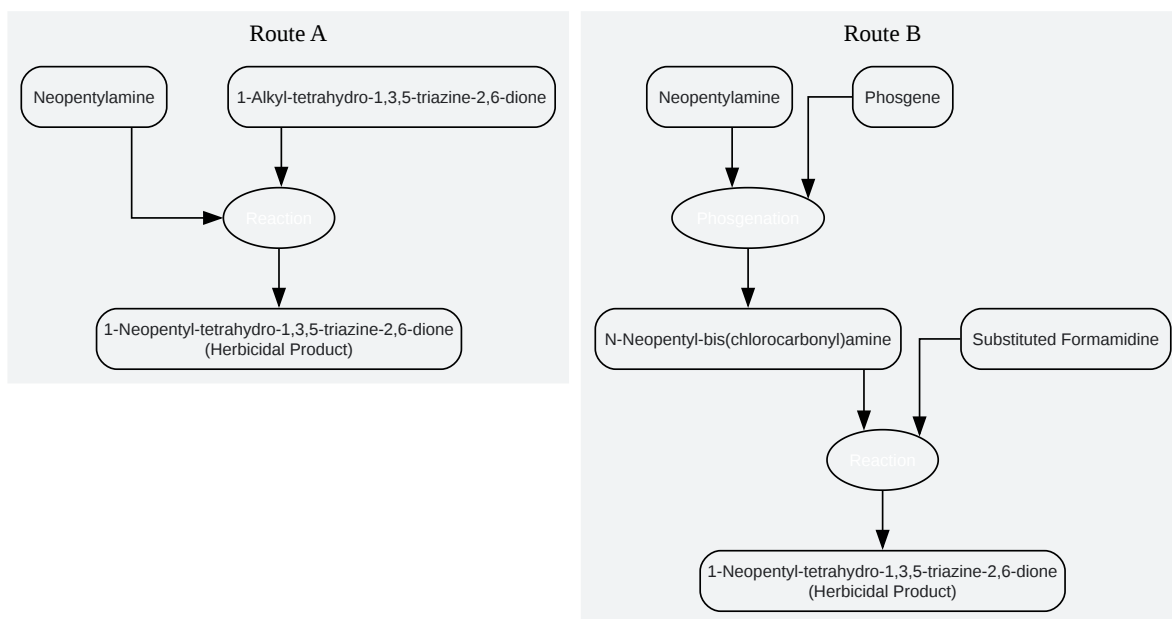 Route A
Neopentylamine
1-Alkyl-tetrahydro-1,3,5-triazine-2,6-dione
Reaction
1-Neopentyl-tetrahydro-1,3,5-triazine-2,6-dione
(Herbicidal Product)
Route B
Neopentylamine
Phosgene
Phosgenation
N-Neopentyl-bis(chlorocarbonyl)amine
Substituted Formamidine
Reaction
1-Neopentyl-tetrahydro-1,3,5-triazine-2,6-dione
(Herbicidal Product)